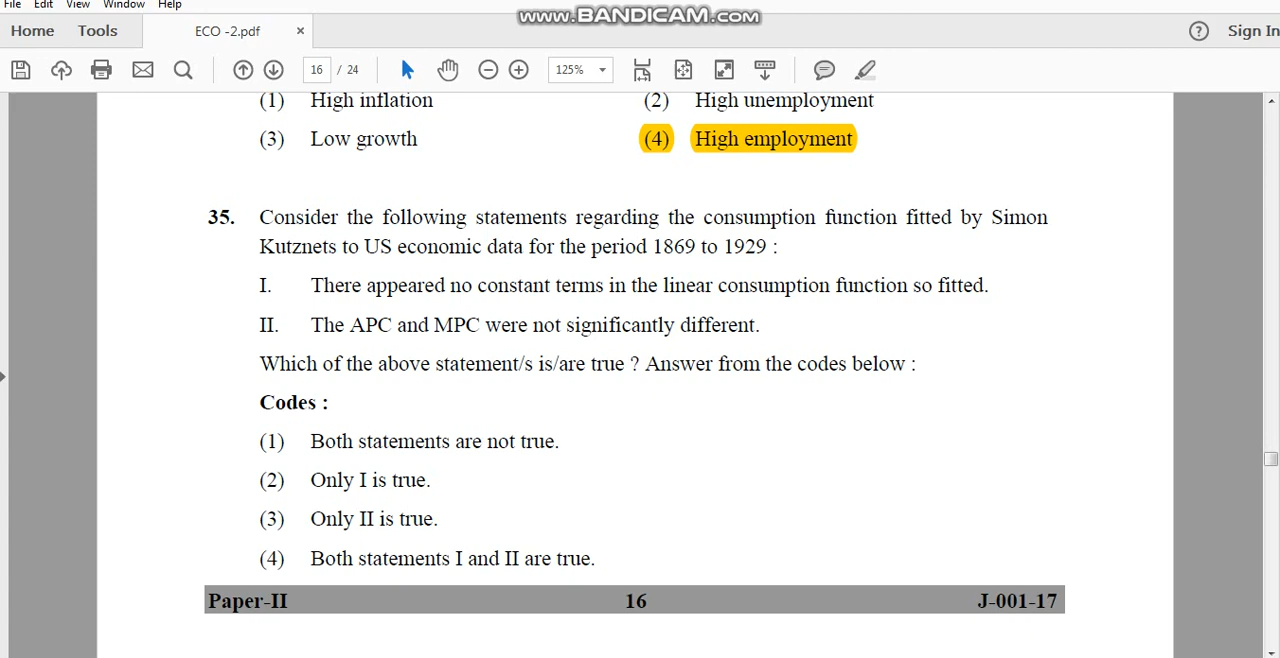 File Edit View Window Help
www.BANDICAM.com
Home Tools ECO -2.pdf × ? Sign In
16 / 24 125%
(1) High inflation (2) High unemployment
(3) Low growth (4) High employment
35. Consider the following statements regarding the consumption function fitted by Simon
Kutznets to US economic data for the period 1869 to 1929 :
I. There appeared no constant terms in the linear consumption function so fitted.
II. The APC and MPC were not significantly different.
Which of the above statement/s is/are true ? Answer from the codes below :
Codes :
(1) Both statements are not true.
(2) Only I is true.
(3) Only II is true.
(4) Both statements I and II are true.
Paper-II 16 J-001-17